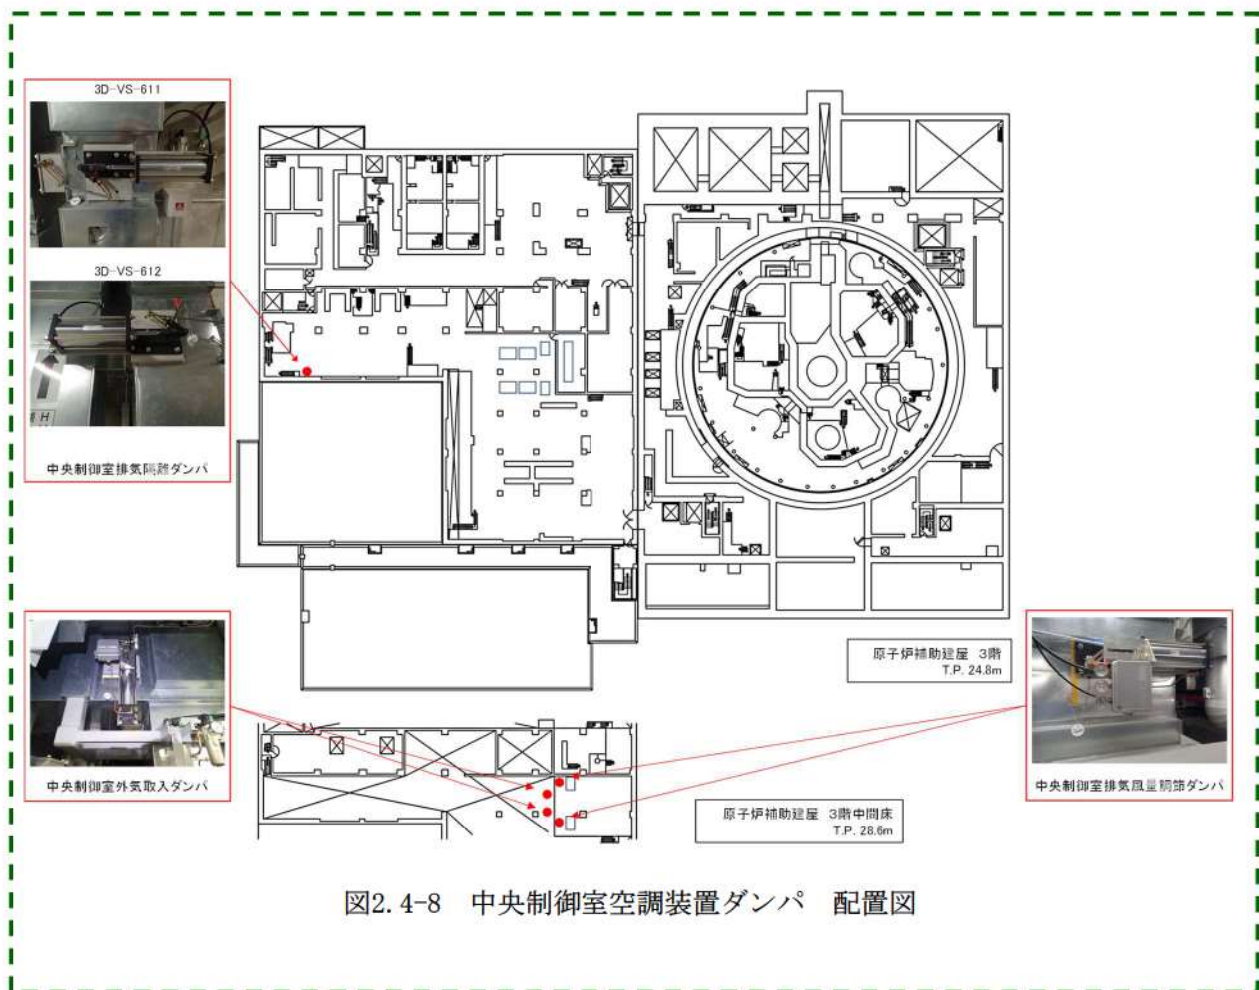 3D-VS-611
3D-VS-612
中央制御室排気隔離ダンパ
中央制御室外気取入ダンパ
原子炉補助建屋 3階
T.P. 24.8m
中央制御室排気風量調節ダンパ
原子炉補助建屋 3階中間床
T.P. 28.6m
図2.4-8 中央制御室空調装置ダンパ 配置図